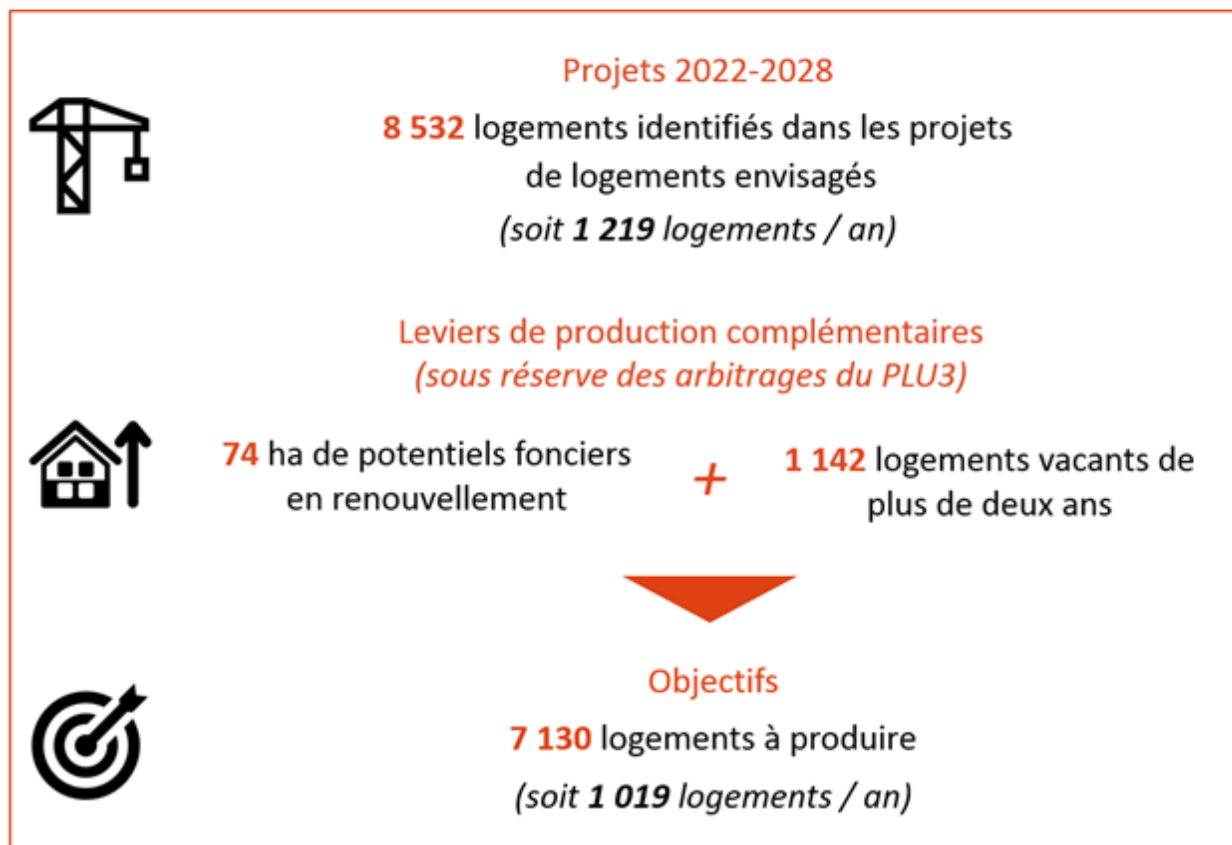 Projets 2022-2028
8 532 logements identifiés dans les projets
de logements envisagés
(soit 1 219 logements / an)
Leviers de production complémentaires
(sous réserve des arbitrages du PLU3)
74 ha de potentiels fonciers
en renouvellement
+
1 142 logements vacants de
plus de deux ans
Objectifs
7 130 logements à produire
(soit 1 019 logements / an)